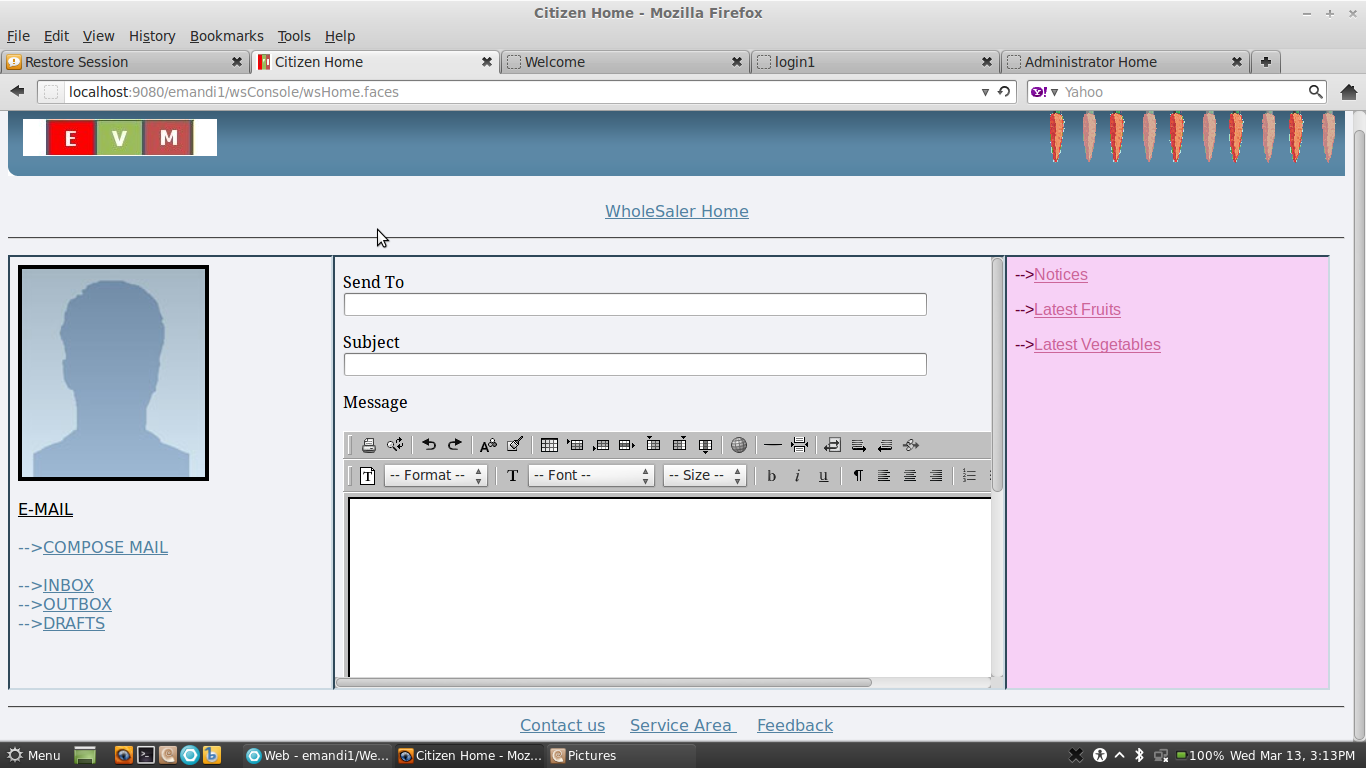 Citizen Home - Mozilla Firefox
File Edit View History Bookmarks Tools Help
Restore Session Citizen Home Welcome login1 Administrator Home
localhost:9080/emandi1/wsConsole/wsHome.faces Yahoo
E V M
WholeSaler Home
E-MAIL
-->COMPOSE MAIL
-->INBOX
-->OUTBOX
-->DRAFTS
Send To
Subject
Message
-- Format -- T -- Font -- -- Size -- b i u ¶
-->Notices
-->Latest Fruits
-->Latest Vegetables
Contact us Service Area Feedback
Menu Web - emandi1/We... Citizen Home - Moz... Pictures 100% Wed Mar 13, 3:13PM